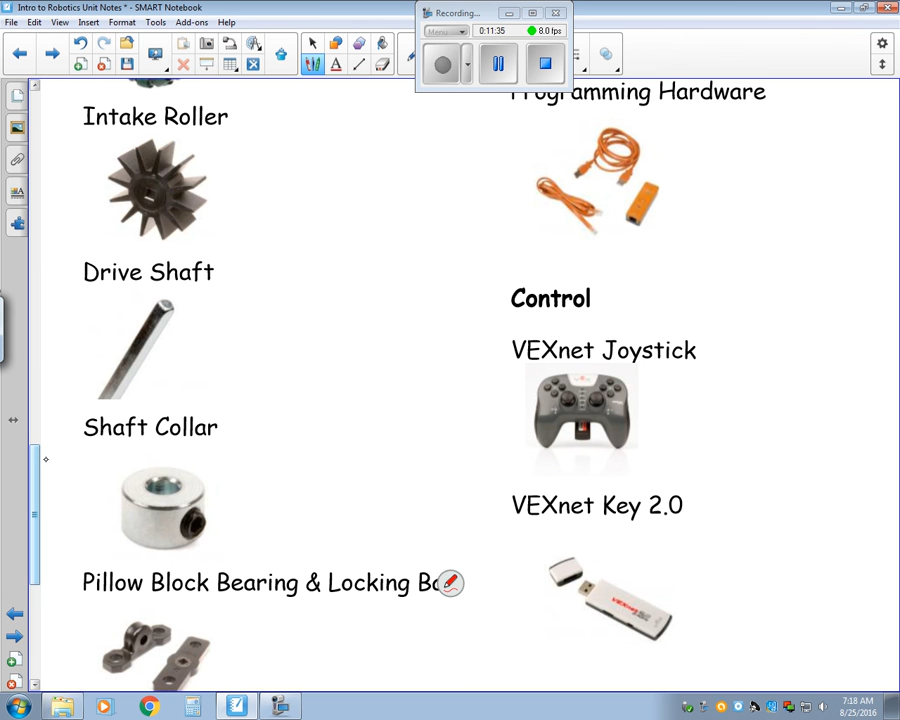 Intro to Robotics Unit Notes * - SMART Notebook
File Edit View Insert Format Tools Add-ons Help
Recording...
Menu 0:11:35 8.0 fps
Intake Roller
Drive Shaft
Shaft Collar
Pillow Block Bearing & Locking
Programming Hardware
Control
VEXnet Joystick
VEXnet Key 2.0
VEXnet
7:18 AM
8/25/2016